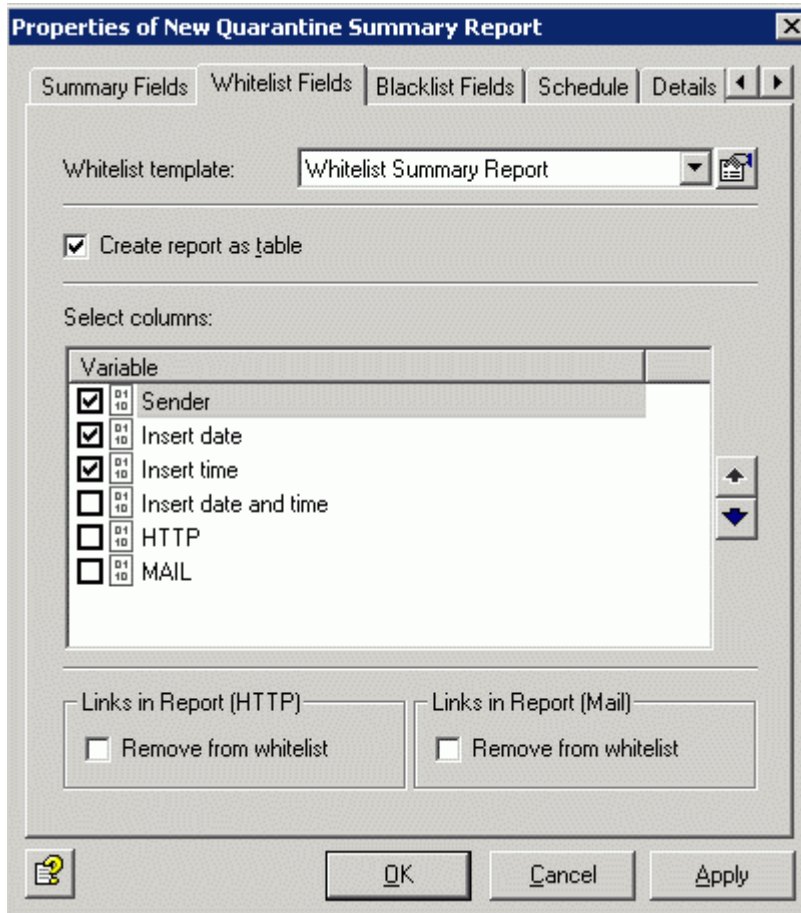 Properties of New Quarantine Summary Report
Summary Fields Whitelist Fields Blacklist Fields Schedule Details
Whitelist template: Whitelist Summary Report
Create report as table
Select columns:
Variable
Sender
Insert date
Insert time
Insert date and time
HTTP
MAIL
Links in Report (HTTP) Links in Report (Mail)
Remove from whitelist Remove from whitelist
OK Cancel Apply